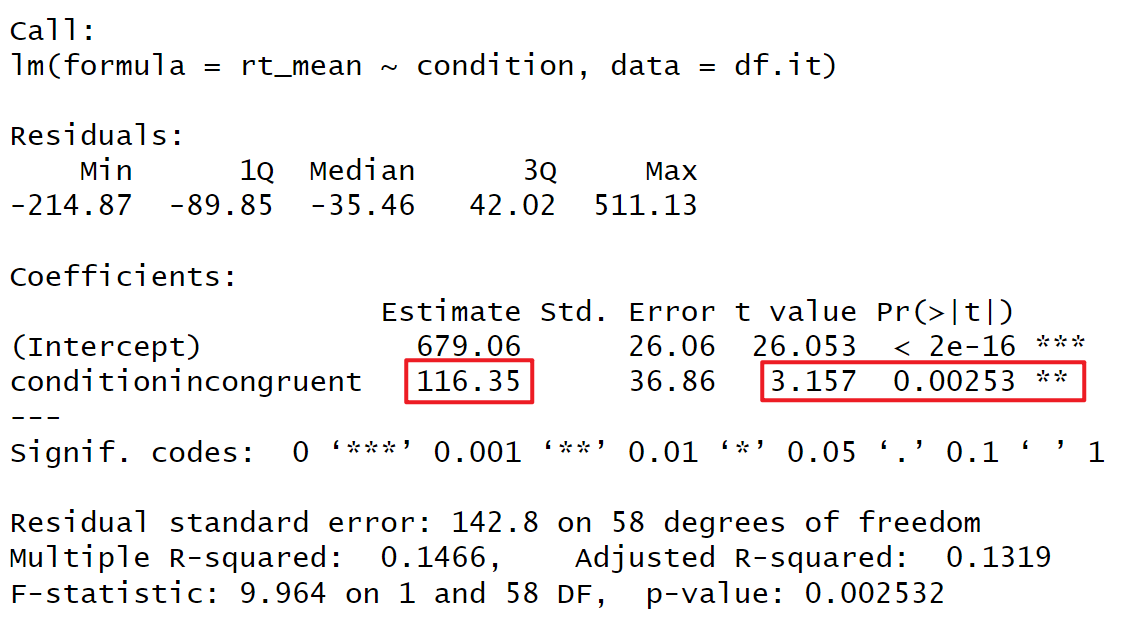 Call:
lm(formula = rt_mean ~ condition, data = df.it)
Residuals:
Min 1Q Median 3Q Max
-214.87 -89.85 -35.46 42.02 511.13
Coefficients:
Estimate Std. Error t value Pr(>|t|)
(Intercept) 679.06 26.06 26.053 < 2e-16 ***
conditionincongruent 116.35 36.86 3.157 0.00253 **
---
Signif. codes: 0 ‘***’ 0.001 ‘**’ 0.01 ‘*’ 0.05 ‘.’ 0.1 ‘ ’ 1
Residual standard error: 142.8 on 58 degrees of freedom
Multiple R-squared: 0.1466, Adjusted R-squared: 0.1319
F-statistic: 9.964 on 1 and 58 DF, p-value: 0.002532